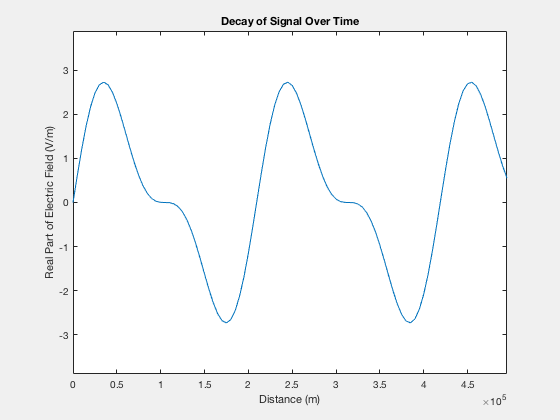 Decay of Signal Over Time
Real Part of Electric Field (V/m)
3
2
1
0
-1
-2
-3
0 0.5 1 1.5 2 2.5 3 3.5 4 4.5
×10^5
Distance (m)